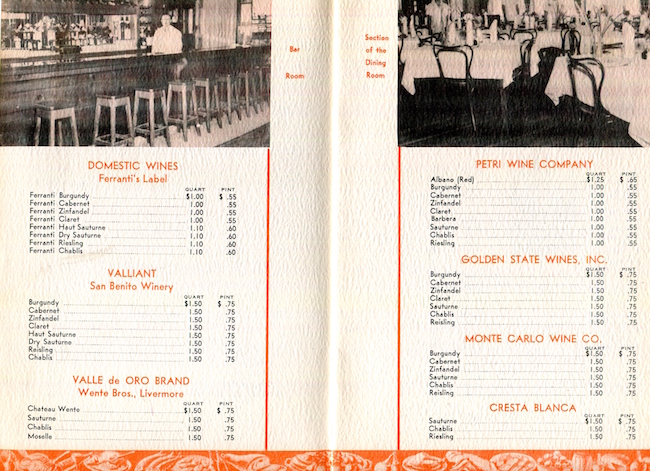 Bar
Room
DOMESTIC WINES
Ferranti's Label
QUART PINT
Ferranti Burgundy $1.00 $ .55
Ferranti Cabernet 1.00 .55
Ferranti Zinfandel 1.00 .55
Ferranti Claret 1.00 .55
Ferranti Haut Sauturne 1.10 .60
Ferranti Dry Sauturne 1.10 .60
Ferranti Riesling 1.10 .60
Ferranti Chablis 1.10 .60
VALLIANT
San Benito Winery
QUART PINT
Burgundy $1.50 $ .75
Cabernet 1.50 .75
Zinfandel 1.50 .75
Claret 1.50 .75
Haut Sauturne 1.50 .75
Dry Sauturne 1.50 .75
Reisling 1.50 .75
Chablis 1.50 .75
VALLE de ORO BRAND
Wente Bros., Livermore
QUART PINT
Chateau Wente $1.50 $ .75
Sauturne 1.50 .75
Chablis 1.50 .75
Moselle 1.50 .75
Section
of the
Dining
Room
PETRI WINE COMPANY
QUART PINT
Albano (Red) $1.25 $ .65
Burgundy 1.00 .55
Cabernet 1.00 .55
Zinfandel 1.00 .55
Claret 1.00 .55
Barbera 1.00 .55
Sauturne 1.00 .55
Chablis 1.00 .55
Riesling 1.00 .55
GOLDEN STATE WINES, INC.
QUART PINT
Burgundy $1.50 $ .75
Cabernet 1.50 .75
Zinfandel 1.50 .75
Claret 1.50 .75
Sauturne 1.50 .75
Chablis 1.50 .75
Reisling 1.50 .75
MONTE CARLO WINE CO.
QUART PINT
Burgundy $1.50 $ .75
Cabernet 1.50 .75
Zinfandel 1.50 .75
Sauturne 1.50 .75
Chablis 1.50 .75
Reisling 1.50 .75
CRESTA BLANCA
QUART PINT
Sauturne $1.50 $ .75
Chablis 1.50 .75
Riesling 1.50 .75